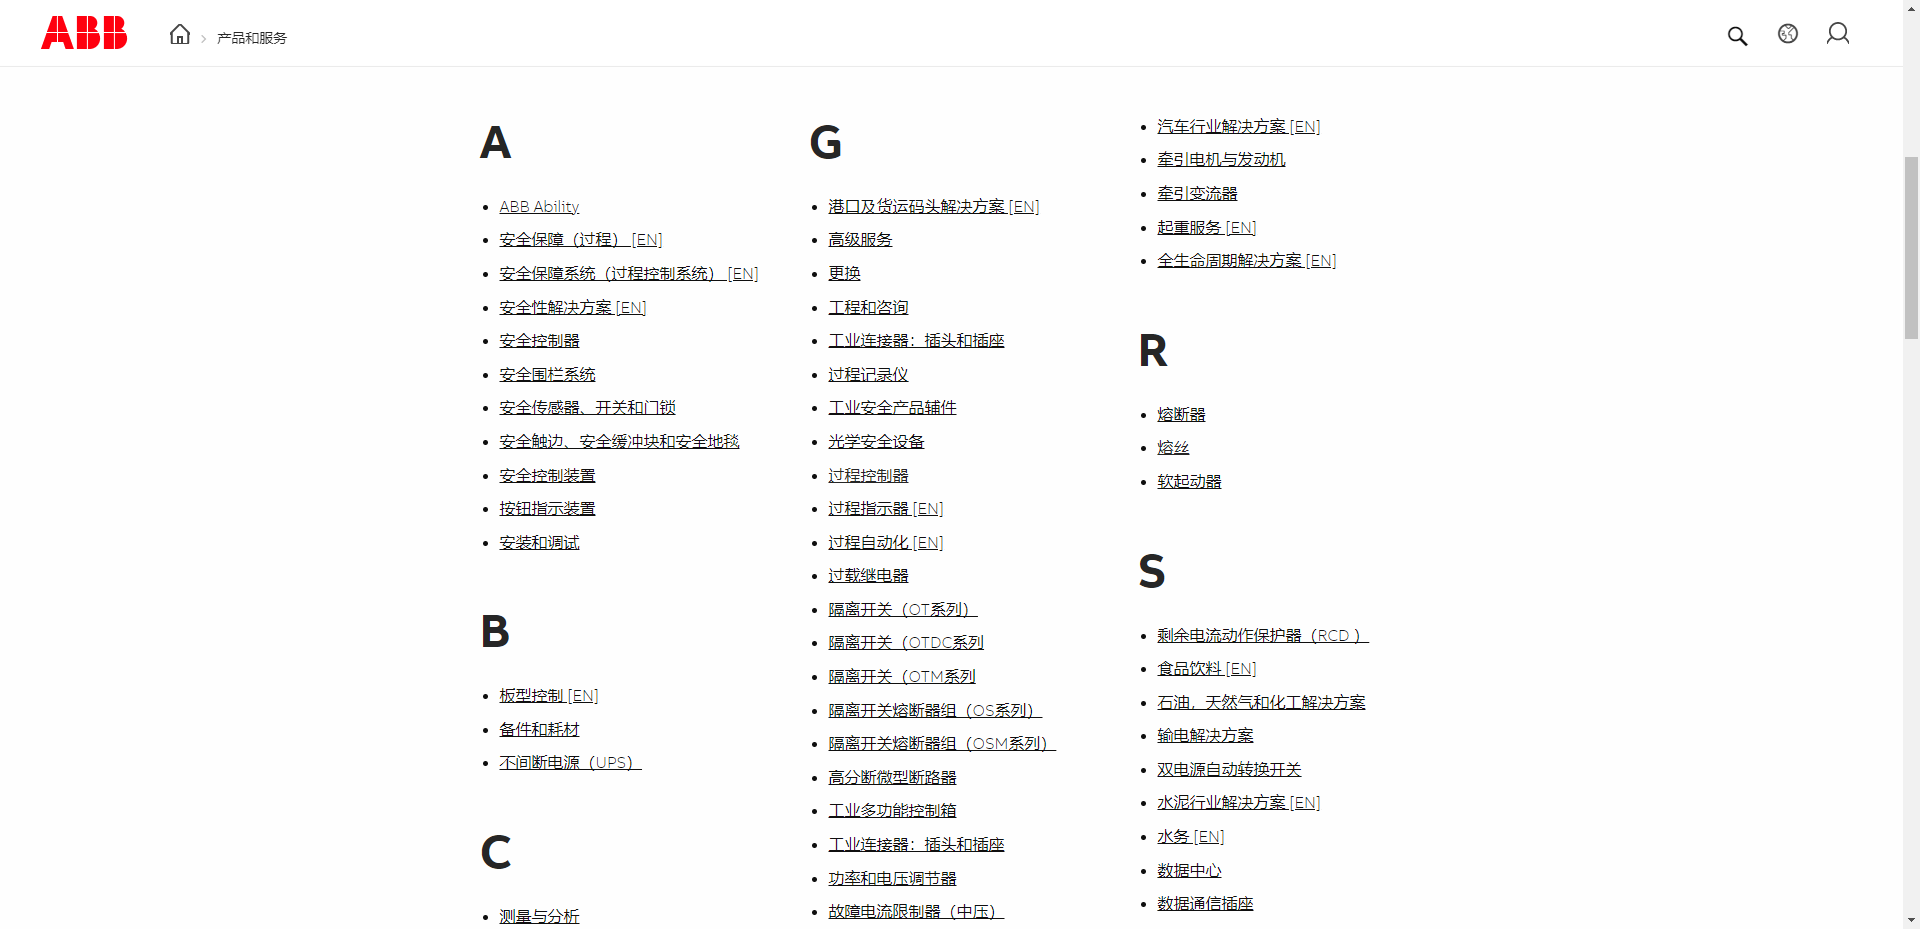 ABB
产品和服务
A
ABB Ability
安全保障（过程） [EN]
安全保障系统（过程控制系统） [EN]
安全性解决方案 [EN]
安全控制器
安全围栏系统
安全传感器、开关和门锁
安全触边、安全缓冲块和安全地毯
安全控制装置
按钮指示装置
安装和调试
B
板型控制 [EN]
备件和耗材
不间断电源（UPS）
C
测量与分析
G
港口及货运码头解决方案 [EN]
高级服务
更换
工程和咨询
工业连接器：插头和插座
过程记录仪
工业安全产品辅件
光学安全设备
过程控制器
过程指示器 [EN]
过程自动化 [EN]
过载继电器
隔离开关（OT系列）
隔离开关（OTDC系列
隔离开关（OTM系列
隔离开关熔断器组（OS系列）
隔离开关熔断器组（OSM系列）
高分断微型断路器
工业多功能控制箱
工业连接器：插头和插座
功率和电压调节器
故障电流限制器（中压）
汽车行业解决方案 [EN]
牵引电机与发动机
牵引变流器
起重服务 [EN]
全生命周期解决方案 [EN]
R
熔断器
熔丝
软起动器
S
剩余电流动作保护器（RCD ）
食品饮料 [EN]
石油，天然气和化工解决方案
输电解决方案
双电源自动转换开关
水泥行业解决方案 [EN]
水务 [EN]
数据中心
数据通信插座